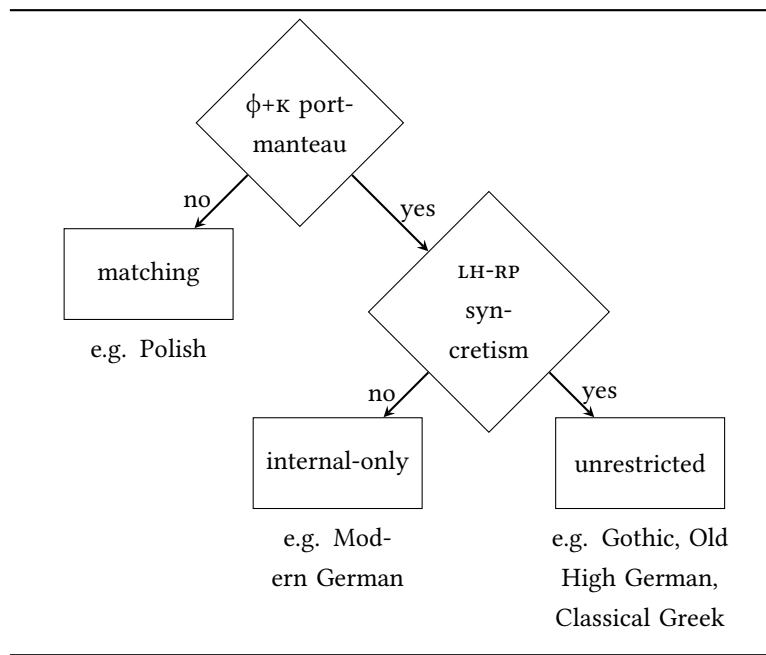 ϕ+κ port-
manteau
no
yes
matching
e.g. Polish
LH-RP
syn-
cretism
no
yes
internal-only
unrestricted
e.g. Mod-
ern German
e.g. Gothic, Old
High German,
Classical Greek